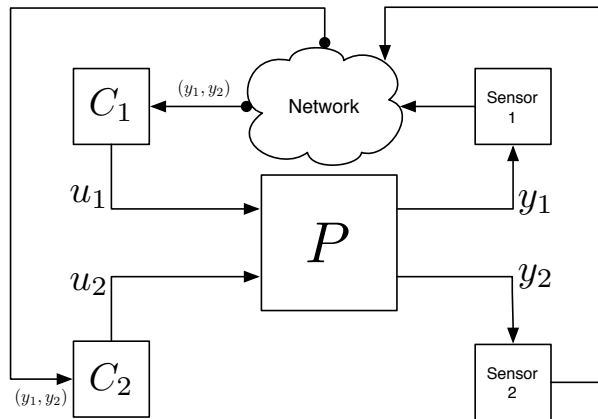 (y₁, y₂)
C₁
Network
Sensor
1
u₁
y₁
P
u₂
y₂
C₂
(y₁, y₂)
Sensor
2